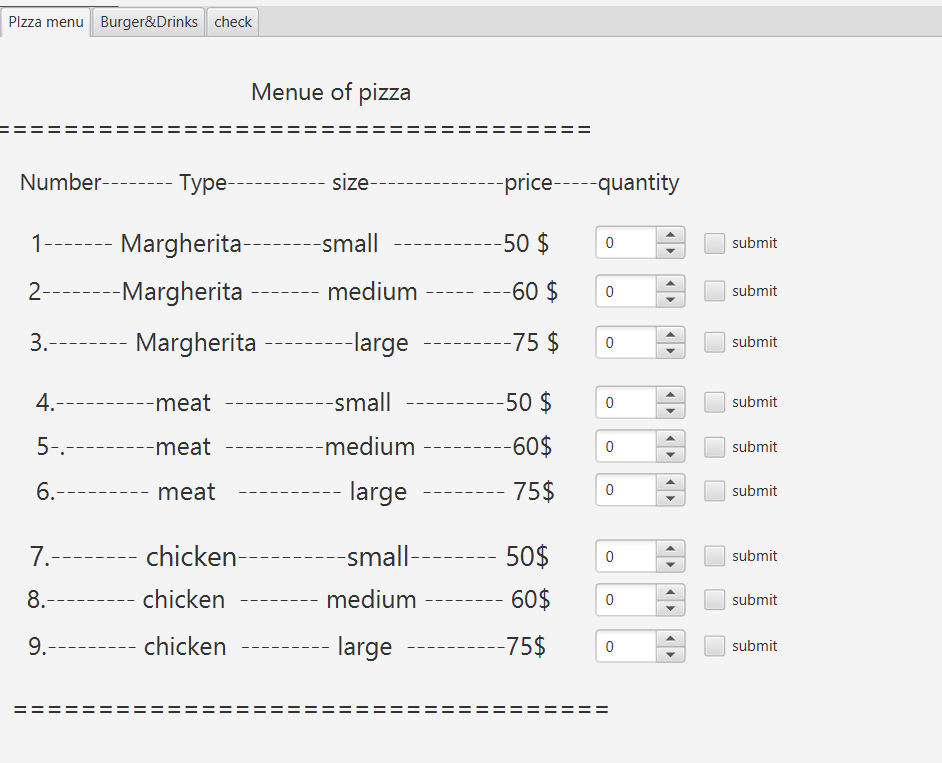 PIzza menu Burger&Drinks check
Menue of pizza
===================================
Number-------- Type----------- size---------------price-----quantity
1------- Margherita--------small -----------50 $ 0 submit
2--------Margherita ------- medium ----- ---60 $ 0 submit
3.-------- Margherita ---------large ---------75 $ 0 submit
4.----------meat -----------small ----------50 $ 0 submit
5-.---------meat ----------medium ---------60$ 0 submit
6.--------- meat ---------- large -------- 75$ 0 submit
7.-------- chicken-----------small-------- 50$ 0 submit
8.--------- chicken -------- medium -------- 60$ 0 submit
9.--------- chicken --------- large ----------75$ 0 submit
===================================